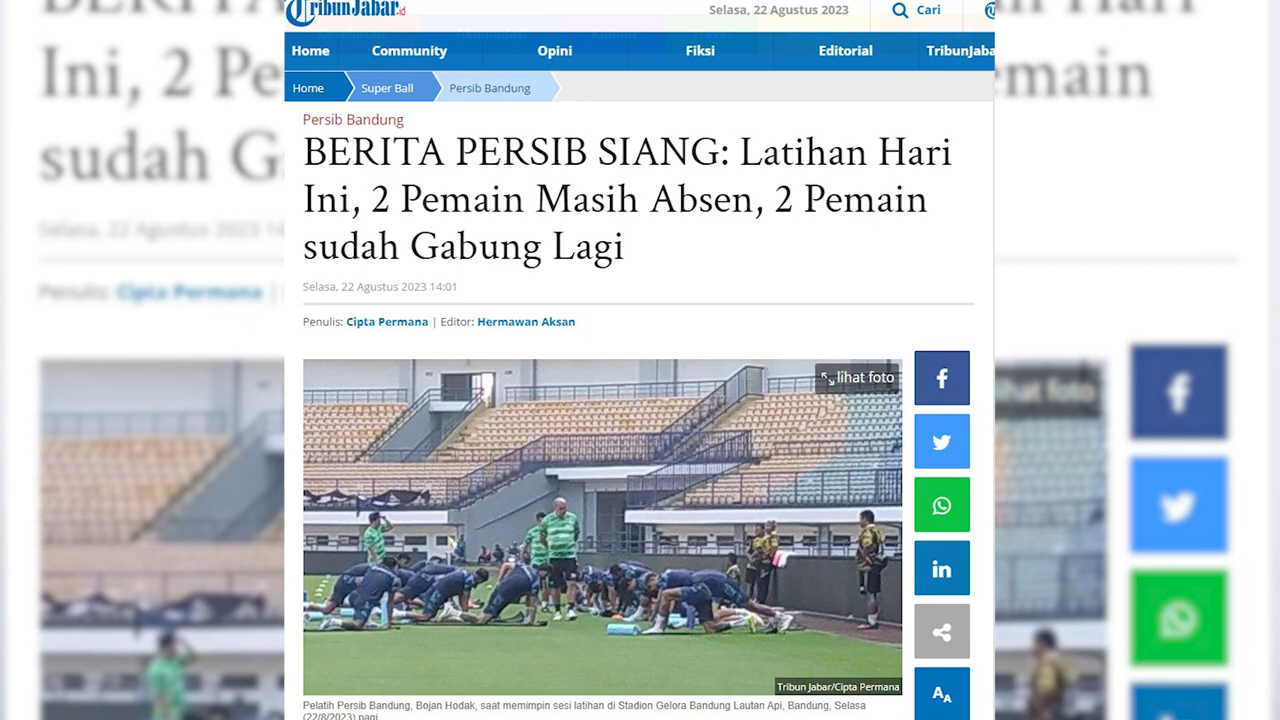 TribunJabar.id
Selasa, 22 Agustus 2023
Cari
Home Community Opini Fiksi Editorial TribunJaba
Home Super Ball Persib Bandung
Persib Bandung
BERITA PERSIB SIANG: Latihan Hari
Ini, 2 Pemain Masih Absen, 2 Pemain
sudah Gabung Lagi
Selasa, 22 Agustus 2023 14:01
Penulis: Cipta Permana | Editor: Hermawan Aksan
lihat foto
Tribun Jabar/Cipta Permana
AA
Pelatih Persib Bandung, Bojan Hodak, saat memimpin sesi latihan di Stadion Gelora Bandung Lautan Api, Bandung, Selasa
(22/8/2023) pagi